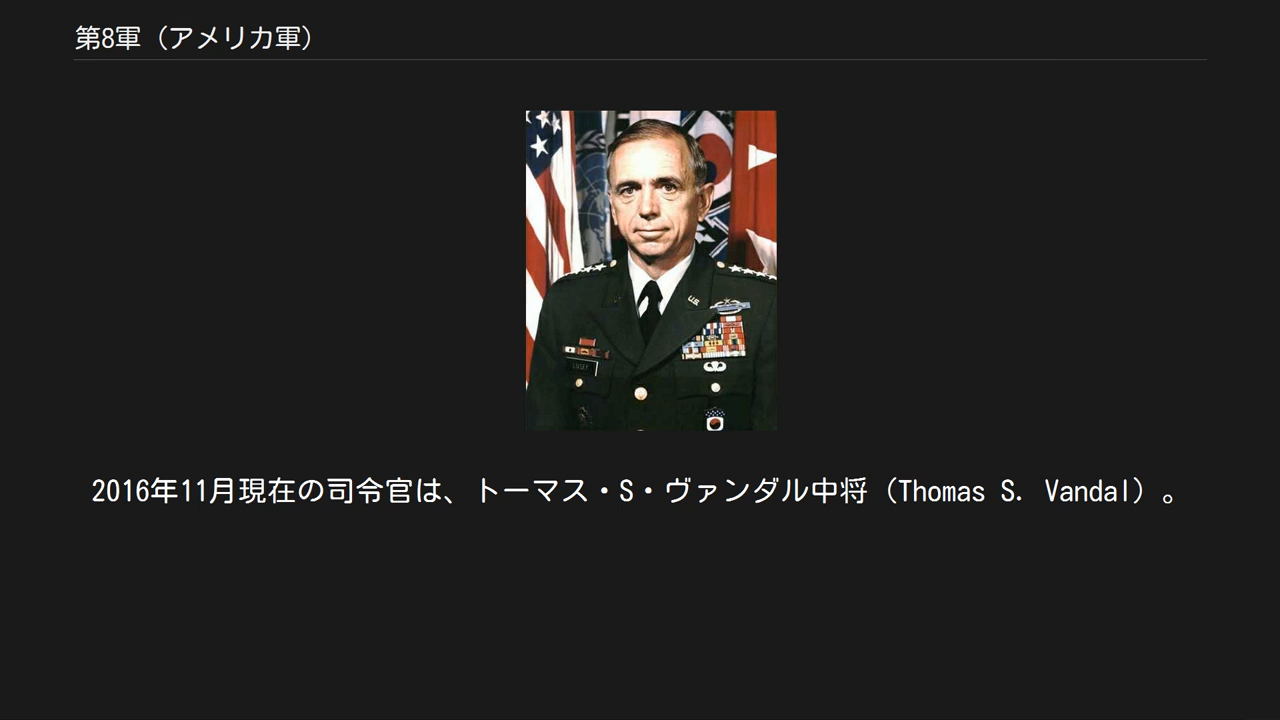 第8軍（アメリカ軍）
U.S.
2016年11月現在の司令官は、トーマス・S・ヴァンダル中将（Thomas S. Vandal）。